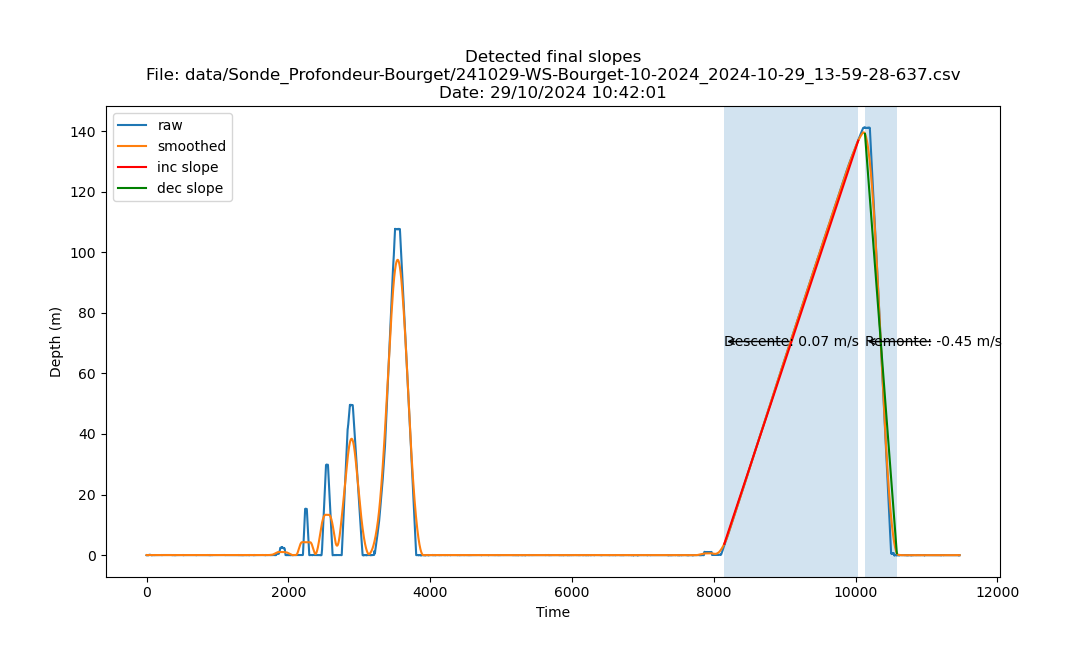 Detected final slopes
File: data/Sonde_Profondeur-Bourget/241029-WS-Bourget-10-2024_2024-10-29_13-59-28-637.csv
Date: 29/10/2024 10:42:01
raw
smoothed
inc slope
dec slope
140
120
100
80
60
40
20
0
Depth (m)
Descente: 0.07 m/s
Remonte: -0.45 m/s
0 2000 4000 6000 8000 10000 12000
Time